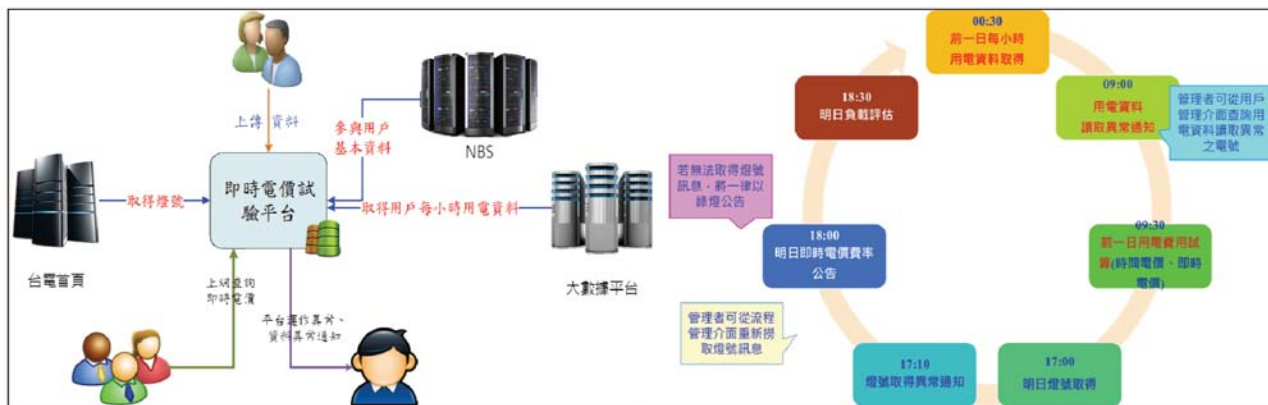 上傳 資料
NBS
參與用戶
基本資料
即時電價試
驗平台
取得燈號
取得用戶每小時用電資料
台電首頁
大數據平台
上網查詢
即時電價
平台運作異常、
資料異常通知
00:30
前一日每小時
用電資料取得
09:00
用電資料
讀取異常通知
管理者可從用戶
管理介面查詢用
電資料讀取異常
之電號
09:30
前一日用電費用試
算(時間電價、即時
電價)
17:00
明日燈號取得
17:10
燈號取得異常通知
管理者可從流程
管理介面重新撈
取燈號訊息
18:00
明日即時電價費率
公告
若無法取得燈號
訊息，將一律以
綠燈公告
18:30
明日負載評估